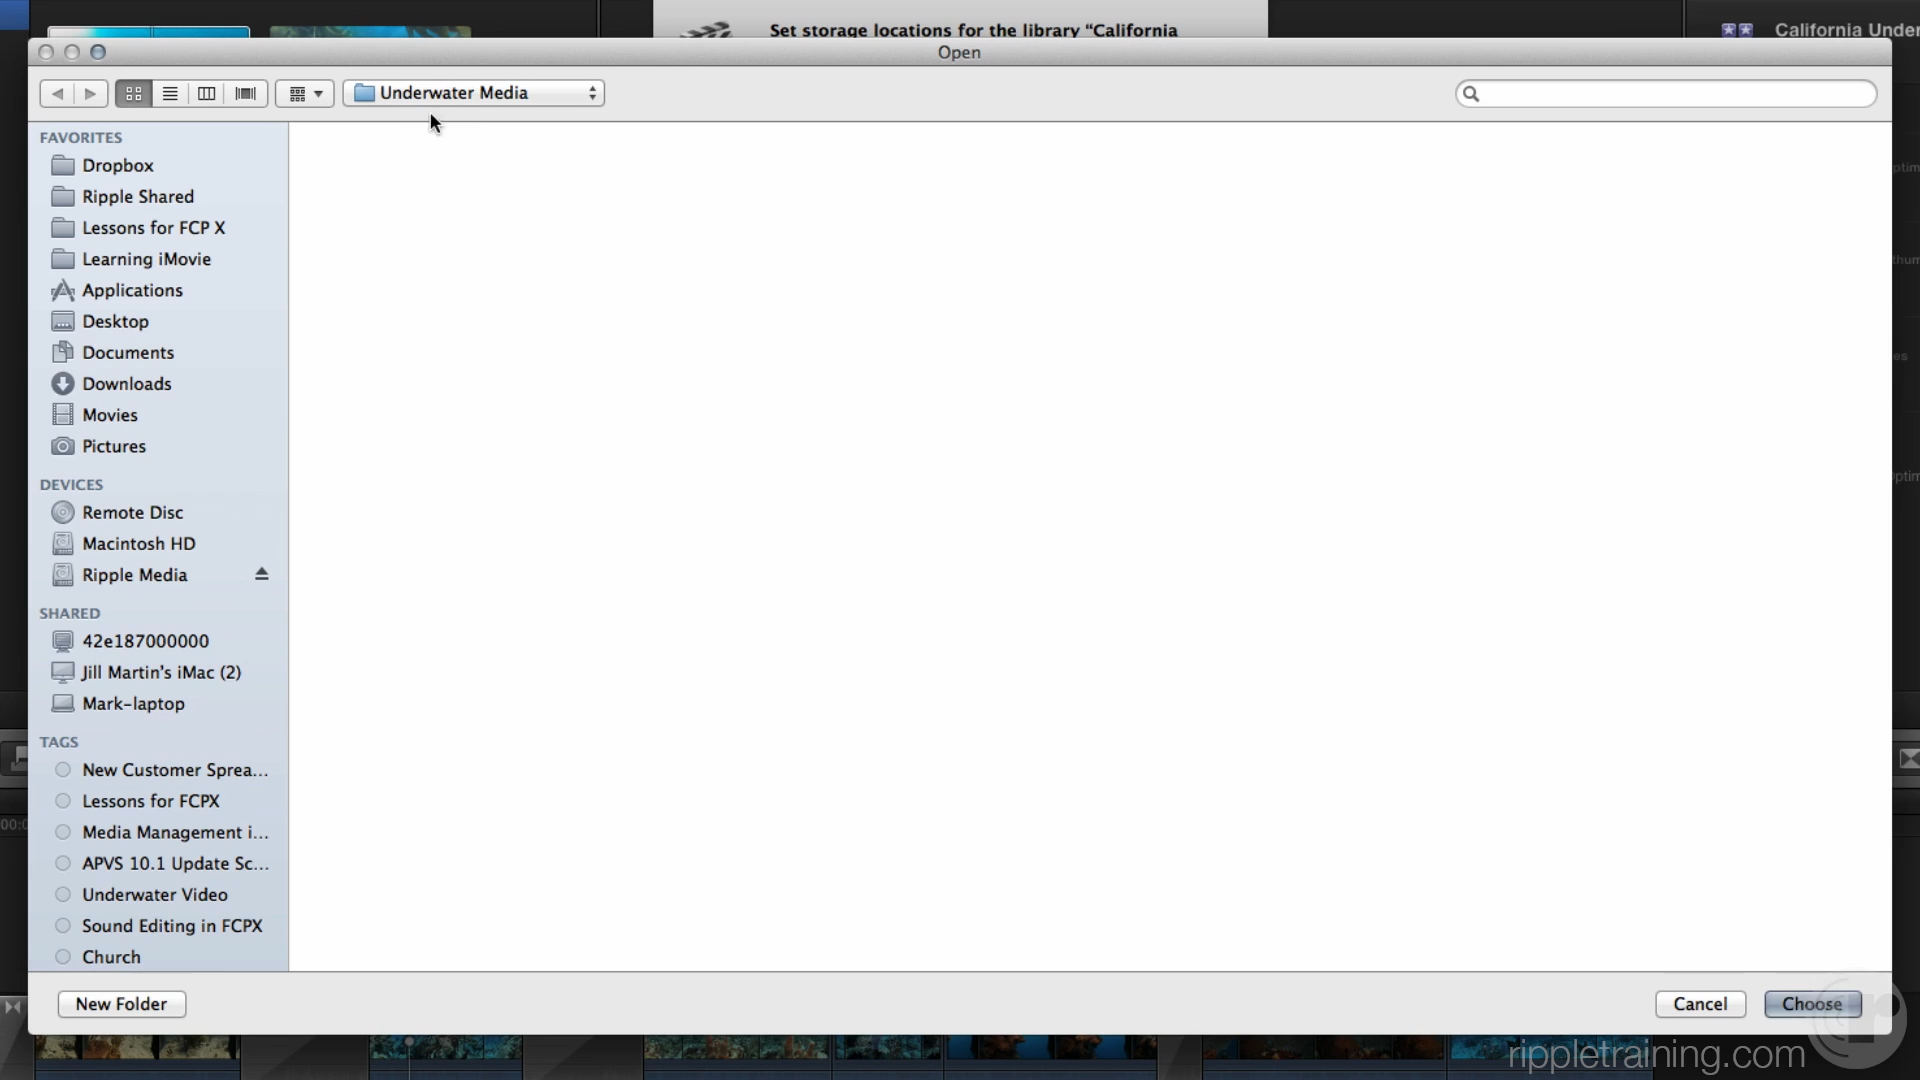 Set storage locations for the library “California
California Under
Open
Underwater Media
FAVORITES
Dropbox
Ripple Shared
Lessons for FCP X
Learning iMovie
Applications
Desktop
Documents
Downloads
Movies
Pictures
DEVICES
Remote Disc
Macintosh HD
Ripple Media
SHARED
42e187000000
Jill Martin's iMac (2)
Mark-laptop
TAGS
New Customer Sprea...
Lessons for FCPX
Media Management i...
APVS 10.1 Update Sc...
Underwater Video
Sound Editing in FCPX
Church
New Folder
Cancel
Choose
rippletraining.com